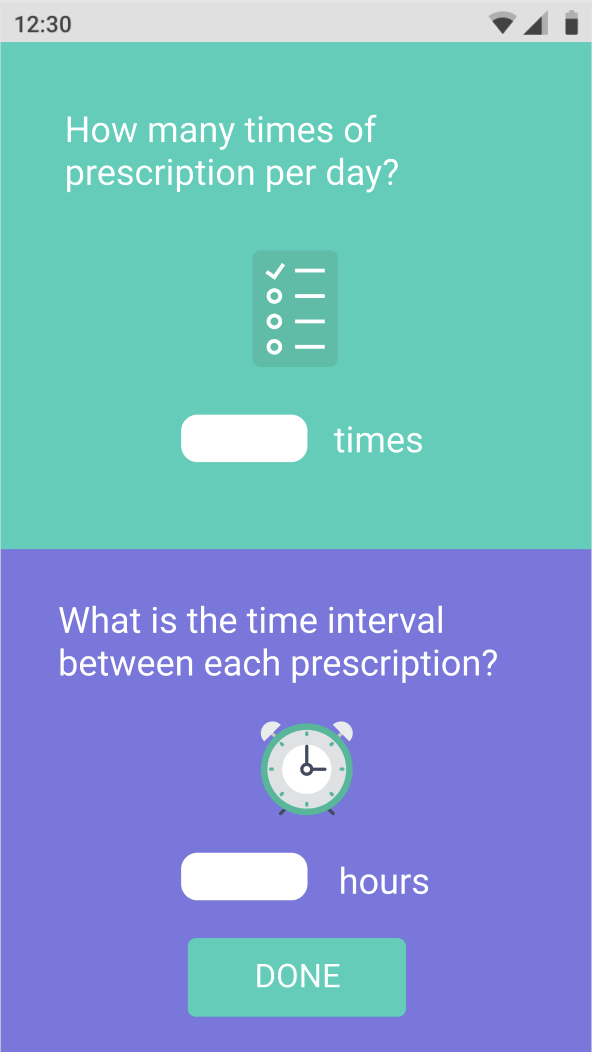 12:30
How many times of
prescription per day?
times
What is the time interval
between each prescription?
hours
DONE